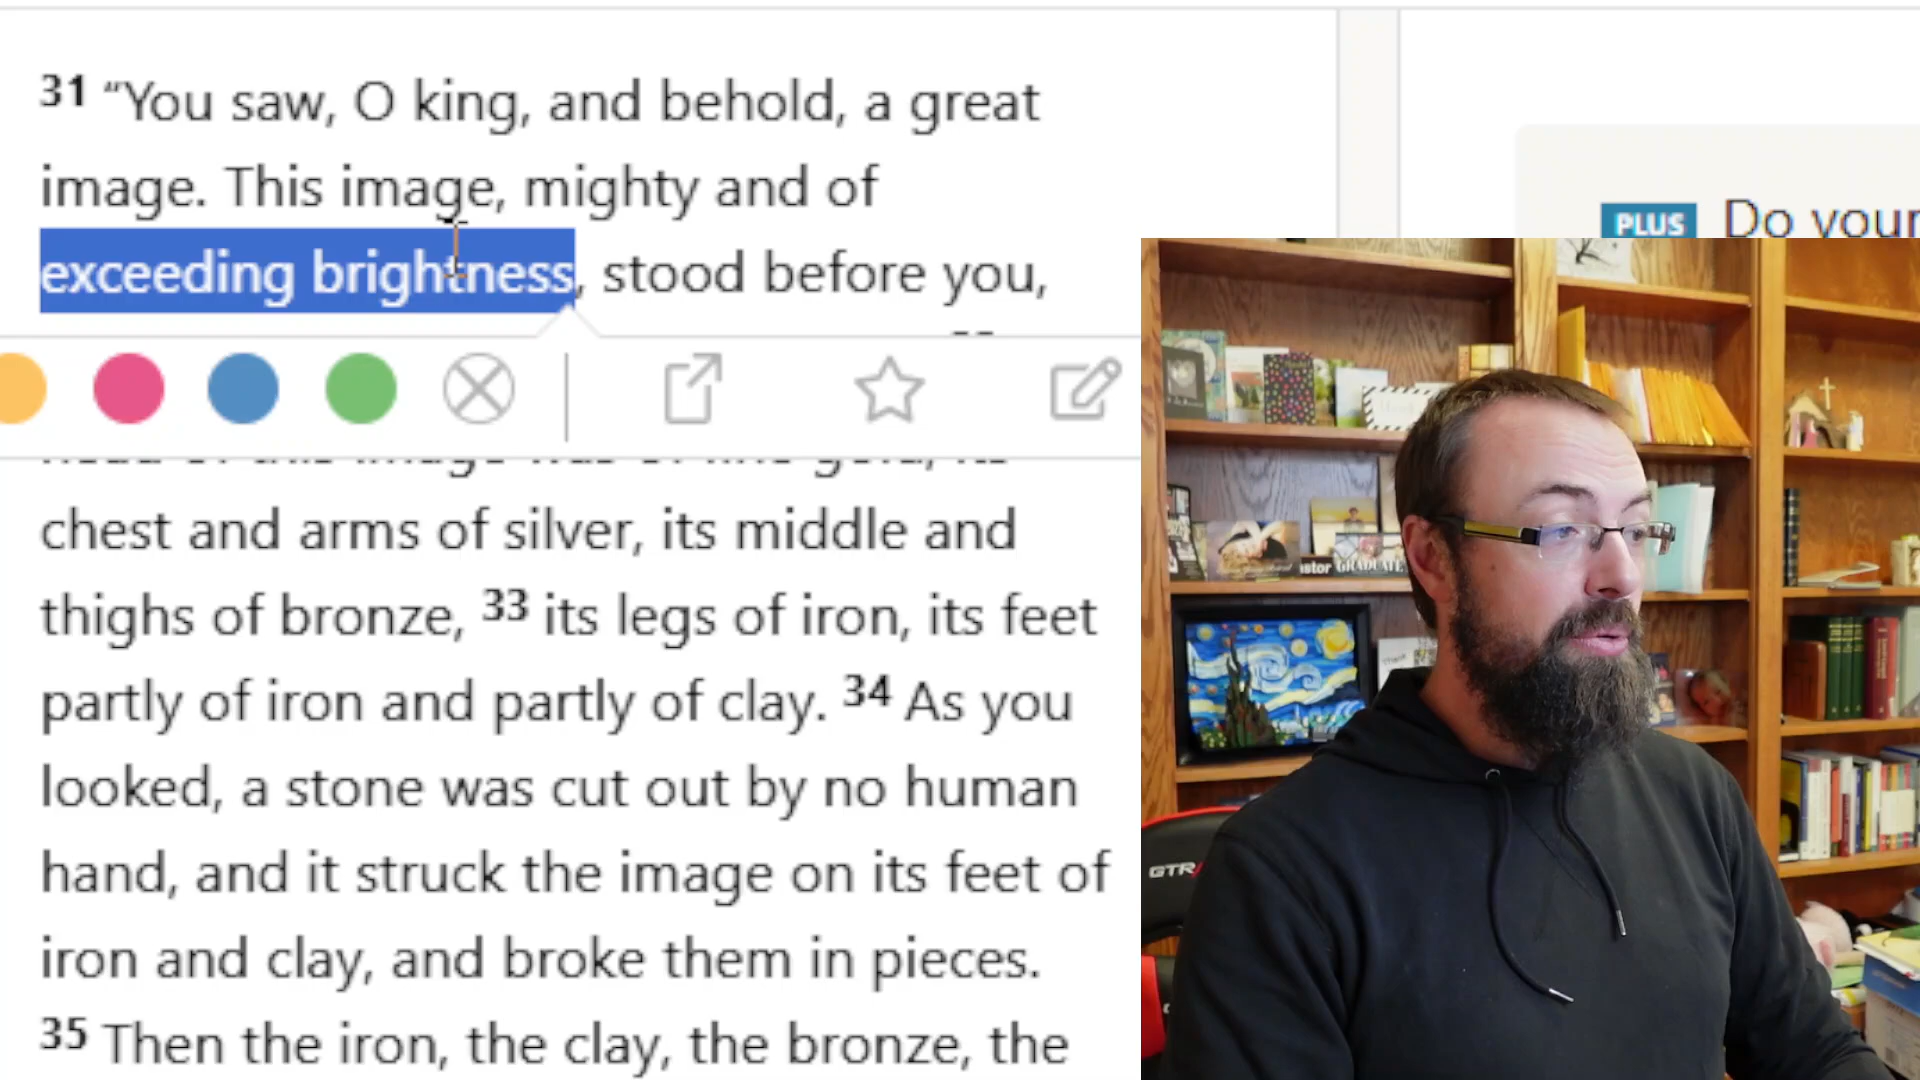 31 “You saw, O king, and behold, a great
image. This image, mighty and of
exceeding brightness, stood before you,
chest and arms of silver, its middle and
thighs of bronze, 33 its legs of iron, its feet
partly of iron and partly of clay. 34 As you
looked, a stone was cut out by no human
hand, and it struck the image on its feet of
iron and clay, and broke them in pieces.
35 Then the iron, the clay, the bronze, the
PLUS Do your
GRADUATE
GTR